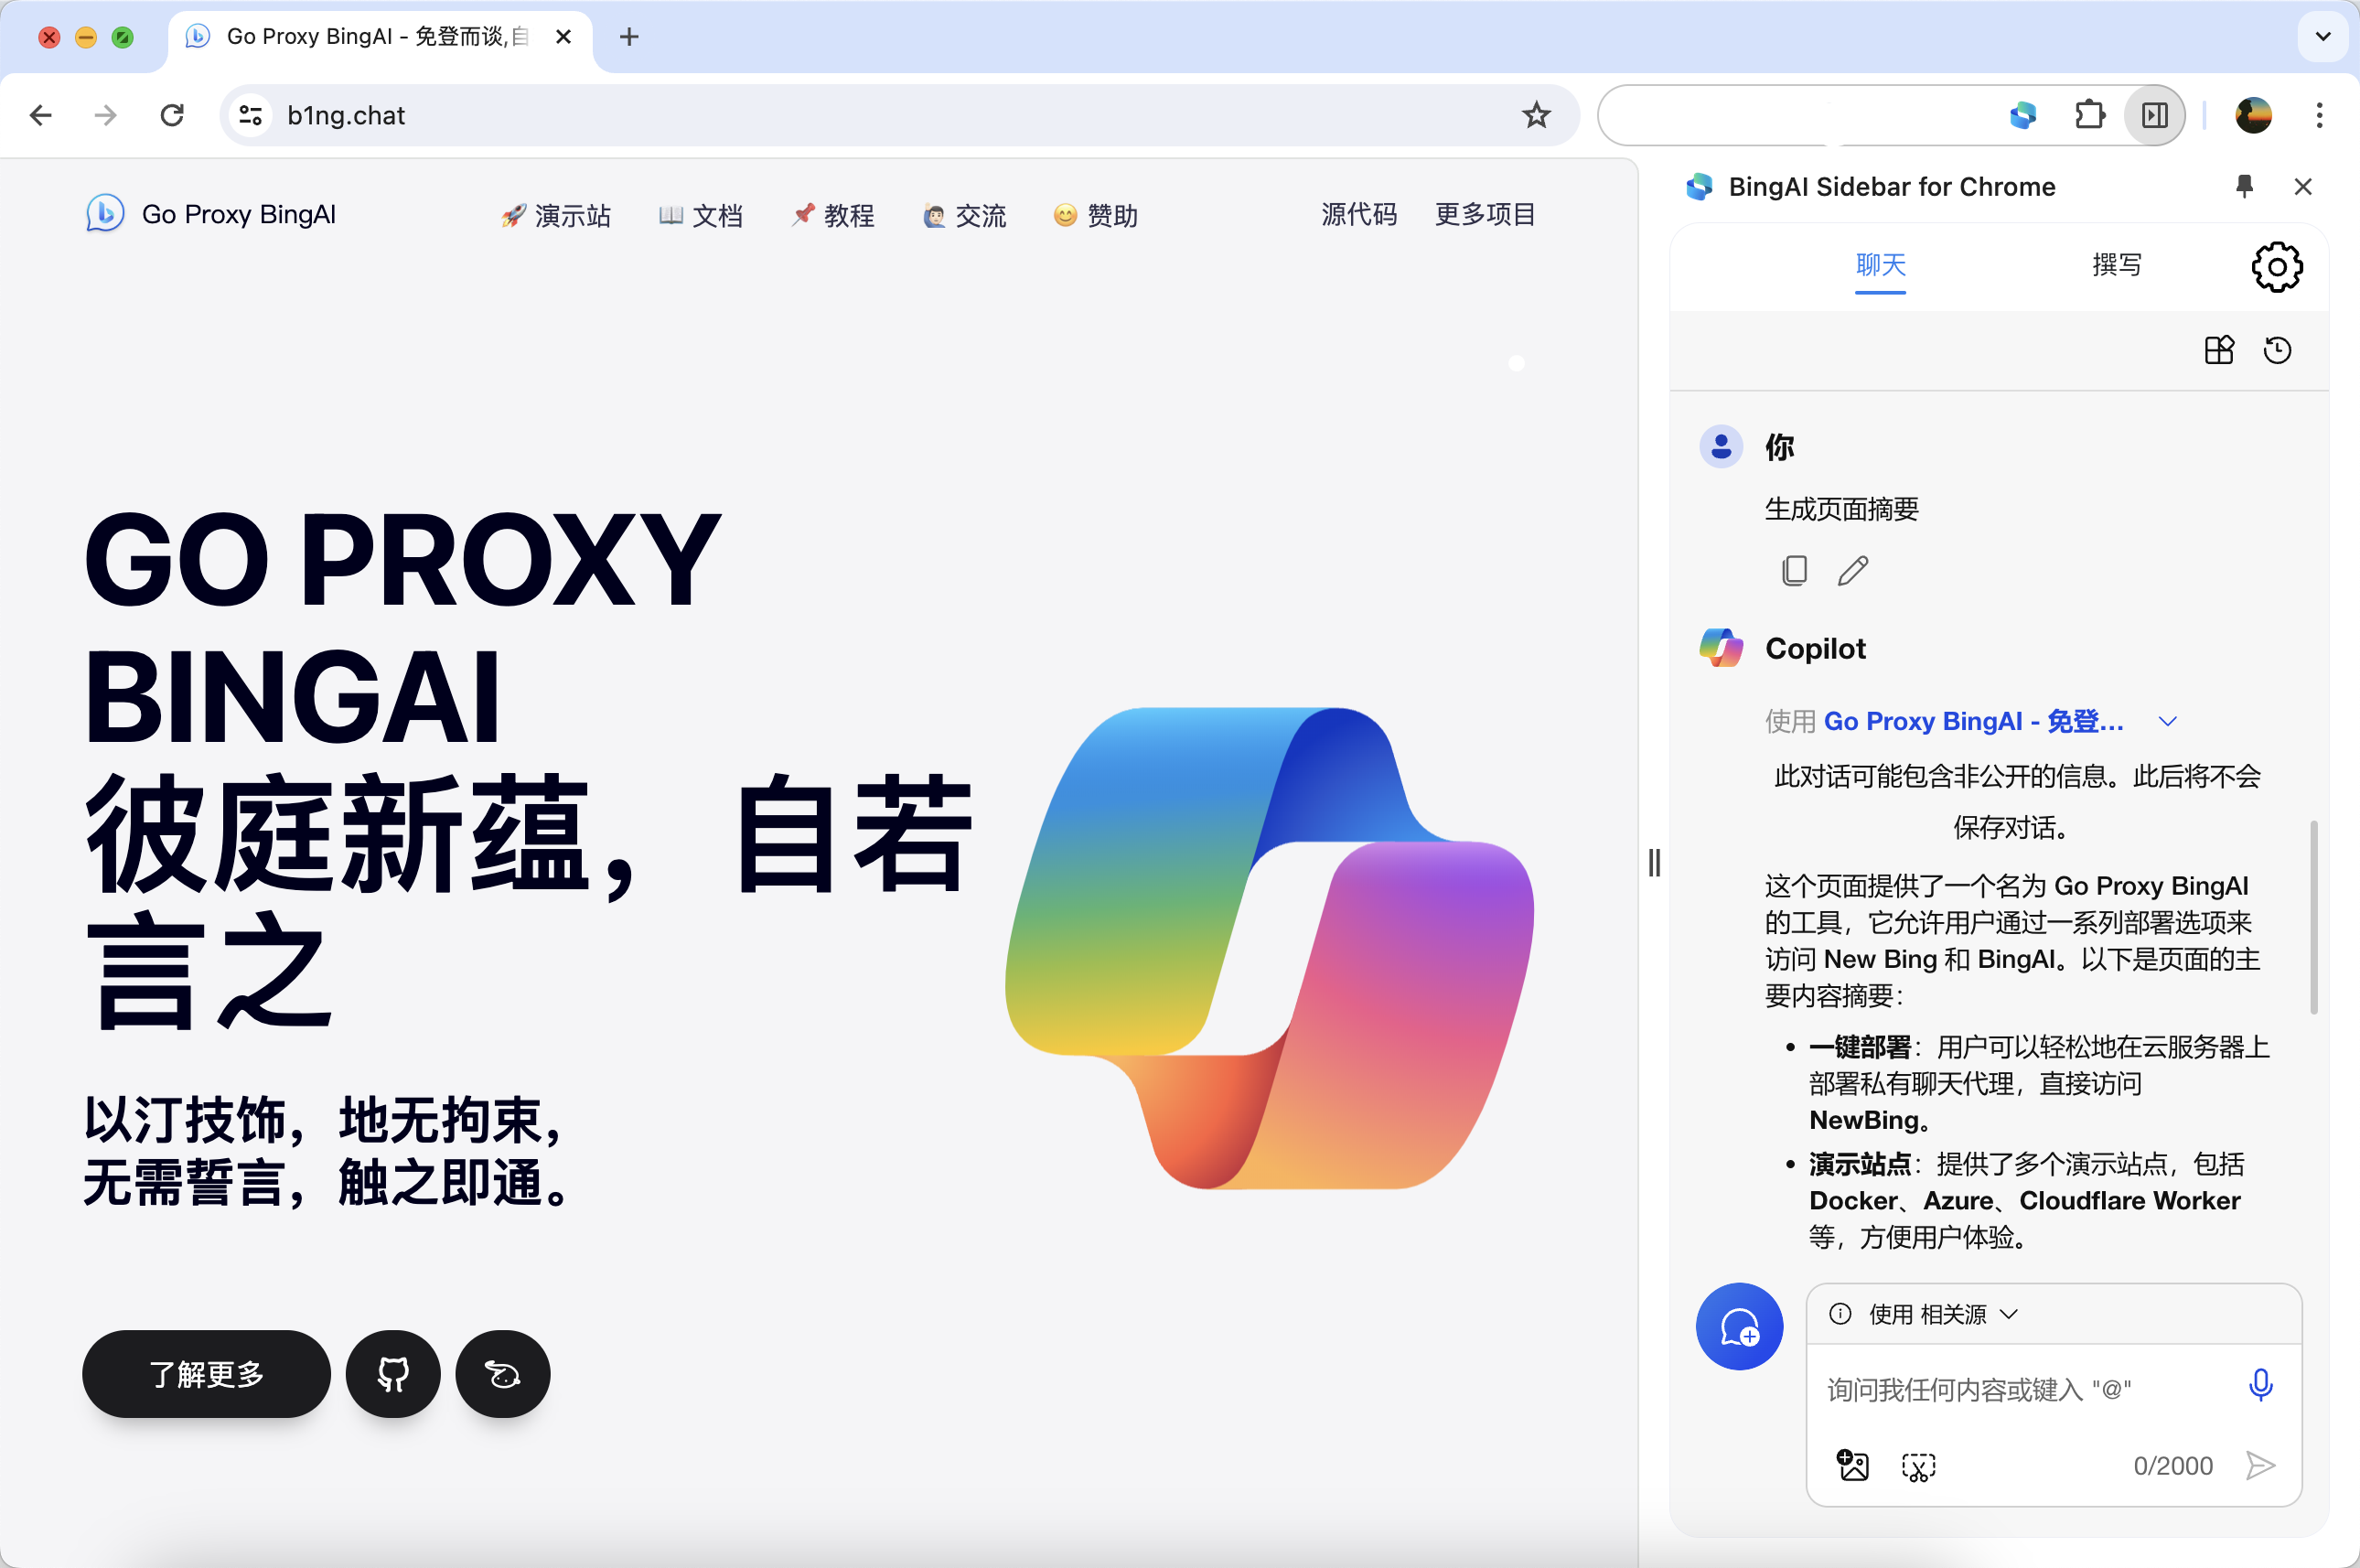 Go Proxy BingAI - 免登而谈,自
b1ng.chat
Go Proxy BingAI
🚀 演示站
📖 文档
📌 教程
🙋🏻 交流
😊 赞助
源代码
更多项目
GO PROXY
BINGAI
彼庭新蕴，自若
言之
以汀技饰，地无拘束，
无需誓言，触之即通。
了解更多
BingAI Sidebar for Chrome
聊天
撰写
你
生成页面摘要
Copilot
使用 Go Proxy BingAI - 免登...
此对话可能包含非公开的信息。此后将不会
保存对话。
这个页面提供了一个名为 Go Proxy BingAI
的工具，它允许用户通过一系列部署选项来
访问 New Bing 和 BingAI。以下是页面的主
要内容摘要：
• 一键部署：用户可以轻松地在云服务器上
部署私有聊天代理，直接访问
NewBing。
• 演示站点：提供了多个演示站点，包括
Docker、Azure、Cloudflare Worker
等，方便用户体验。
使用 相关源
询问我任何内容或键入 "@"
0/2000